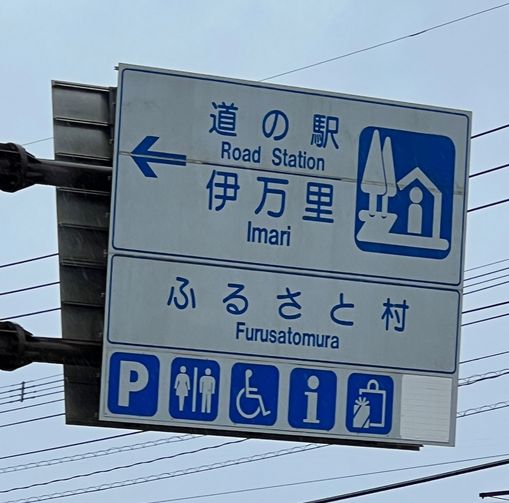 道の駅
Road Station
伊万里
Imari
ふるさと村
Furusatomura
P
i